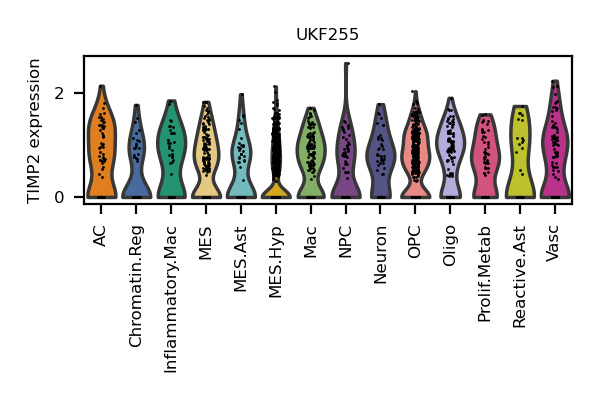 UKF255
TIMP2 expression
2
0
AC
Chromatin.Reg
Inflammatory.Mac
MES
MES.Ast
MES.Hyp
Mac
NPC
Neuron
OPC
Oligo
Prolif.Metab
Reactive.Ast
Vasc